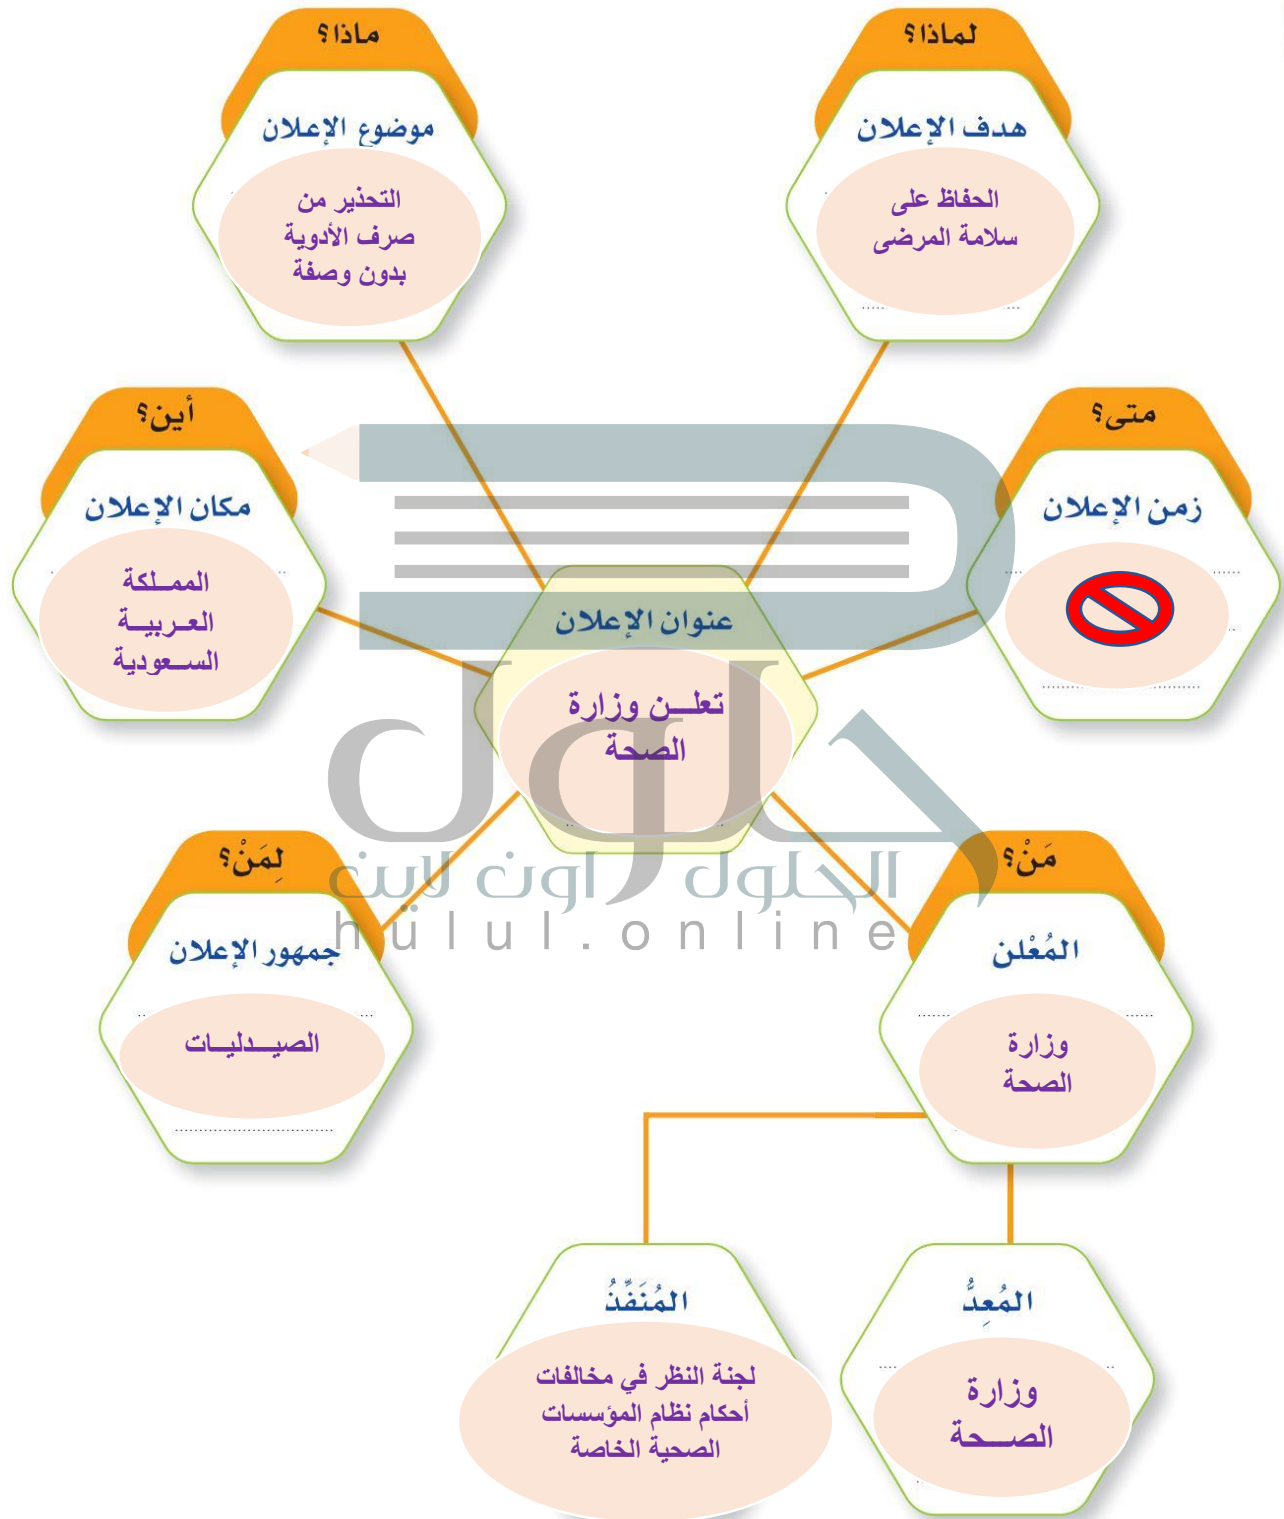 لماذا؟
هدف الإعلان
الحفاظ على
سلامة المرضى
ماذا؟
موضوع الإعلان
التحذير من
صرف الأدوية
بدون وصفة
متى؟
زمن الإعلان
أين؟
مكان الإعلان
المملكة
العربية
السعودية
عنوان الإعلان
تعلن وزارة
الصحة
حلول
الحلول اون لاين
hulul.online
مَنْ؟
المُعْلن
وزارة
الصحة
لِمَنْ؟
جمهور الإعلان
الصيدليات
المُعِدُّ
وزارة
الصحة
المُنَفِّذُ
لجنة النظر في مخالفات
أحكام نظام المؤسسات
الصحية الخاصة